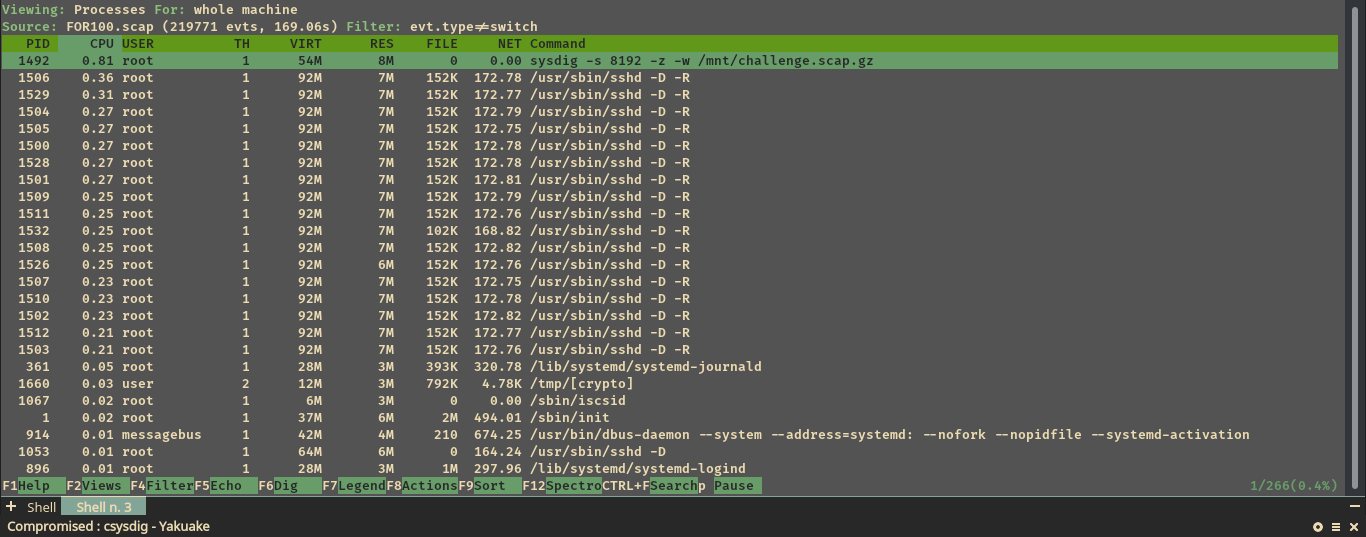 Viewing: Processes For: whole machine
Source: FOR100.scap (219771 evts, 169.06s) Filter: evt.type≠switch
PID CPU USER TH VIRT RES FILE NET Command
1492 0.81 root 1 54M 8M 0 0.00 sysdig -s 8192 -z -w /mnt/challenge.scap.gz
1506 0.36 root 1 92M 7M 152K 172.78 /usr/sbin/sshd -D -R
1529 0.31 root 1 92M 7M 152K 172.77 /usr/sbin/sshd -D -R
1504 0.27 root 1 92M 7M 152K 172.79 /usr/sbin/sshd -D -R
1505 0.27 root 1 92M 7M 152K 172.75 /usr/sbin/sshd -D -R
1500 0.27 root 1 92M 7M 152K 172.78 /usr/sbin/sshd -D -R
1528 0.27 root 1 92M 7M 152K 172.78 /usr/sbin/sshd -D -R
1501 0.27 root 1 92M 7M 152K 172.81 /usr/sbin/sshd -D -R
1509 0.25 root 1 92M 7M 152K 172.79 /usr/sbin/sshd -D -R
1511 0.25 root 1 92M 7M 152K 172.76 /usr/sbin/sshd -D -R
1532 0.25 root 1 92M 7M 102K 168.82 /usr/sbin/sshd -D -R
1508 0.25 root 1 92M 7M 152K 172.82 /usr/sbin/sshd -D -R
1526 0.25 root 1 92M 6M 152K 172.76 /usr/sbin/sshd -D -R
1507 0.23 root 1 92M 7M 152K 172.75 /usr/sbin/sshd -D -R
1510 0.23 root 1 92M 7M 152K 172.78 /usr/sbin/sshd -D -R
1502 0.23 root 1 92M 7M 152K 172.82 /usr/sbin/sshd -D -R
1512 0.21 root 1 92M 7M 152K 172.77 /usr/sbin/sshd -D -R
1503 0.21 root 1 92M 7M 152K 172.76 /usr/sbin/sshd -D -R
361 0.05 root 1 28M 3M 393K 320.78 /lib/systemd/systemd-journald
1660 0.03 user 2 12M 3M 792K 4.78K /tmp/[crypto]
1067 0.02 root 1 6M 3M 0 0.00 /sbin/iscsid
1 0.02 root 1 37M 6M 2M 494.01 /sbin/init
914 0.01 messagebus 1 42M 4M 210 674.25 /usr/bin/dbus-daemon --system --address=systemd: --nofork --nopidfile --systemd-activation
1053 0.01 root 1 64M 6M 0 164.24 /usr/sbin/sshd -D
896 0.01 root 1 28M 3M 1M 297.96 /lib/systemd/systemd-logind
F1Help F2Views F4FilterF5Echo F6Dig F7LegendF8ActionsF9Sort F12SpectroCTRL+FSearchp Pause 1/266(0.4%)
+ Shell Shell n. 3
Compromised : csysdig - Yakuake